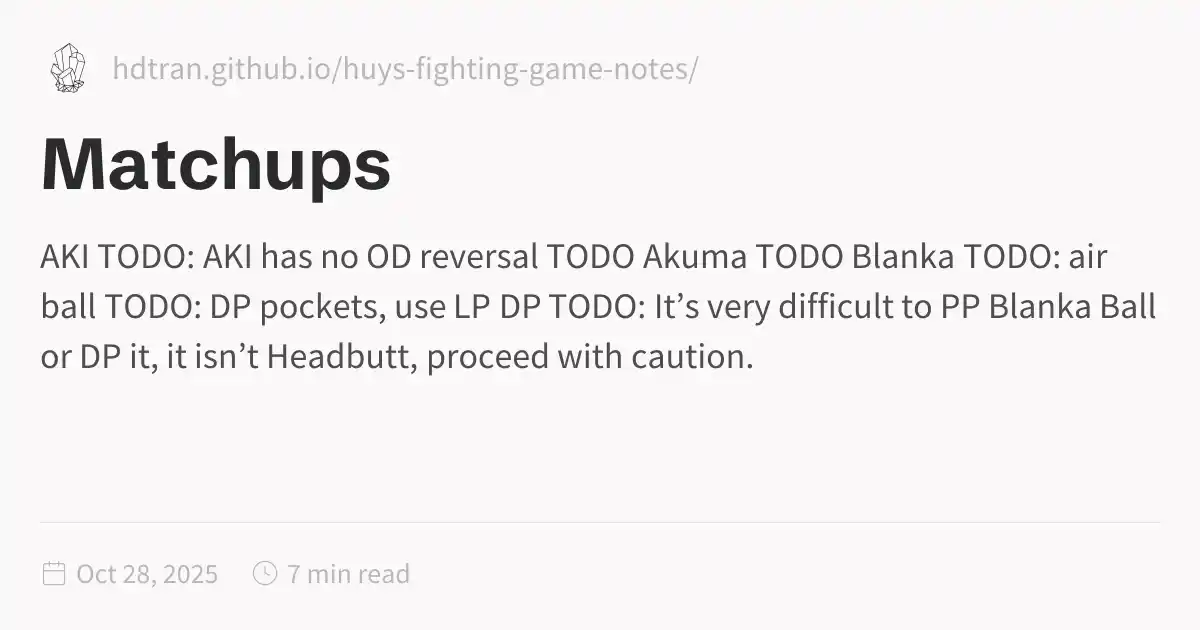 hdtran.github.io/huys-fighting-game-notes/
Matchups
AKI TODO: AKI has no OD reversal TODO Akuma TODO Blanka TODO: air
ball TODO: DP pockets, use LP DP TODO: It’s very difficult to PP Blanka Ball
or DP it, it isn’t Headbutt, proceed with caution.
Oct 28, 2025
7 min read